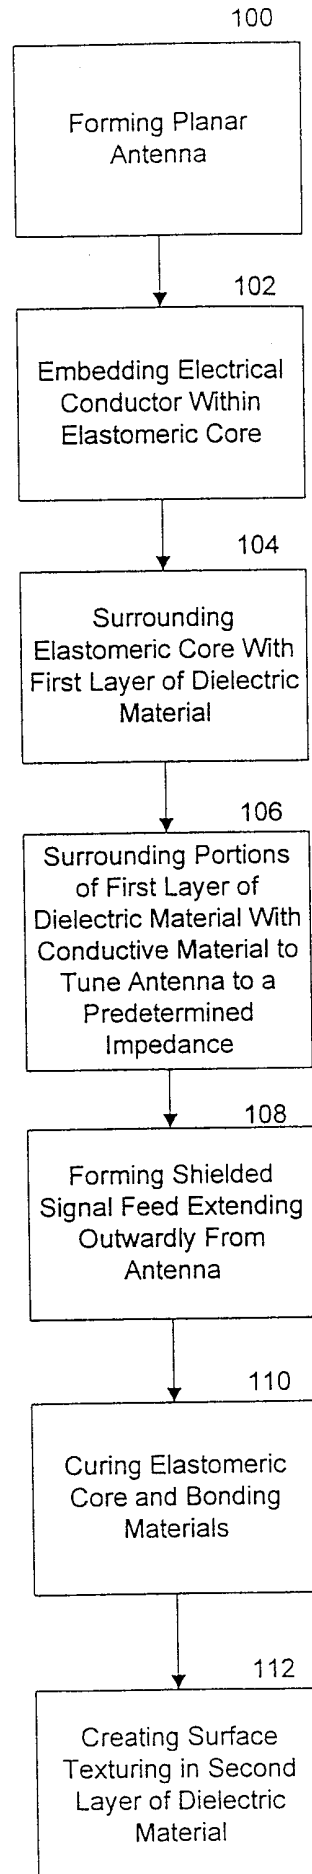 100
Forming Planar
Antenna
102
Embedding Electrical
Conductor Within
Elastomeric Core
104
Surrounding
Elastomeric Core With
First Layer of Dielectric
Material
106
Surrounding Portions
of First Layer of
Dielectric Material With
Conductive Material to
Tune Antenna to a
Predetermined
Impedance
108
Forming Shielded
Signal Feed Extending
Outwardly From
Antenna
110
Curing Elastomeric
Core and Bonding
Materials
112
Creating Surface
Texturing in Second
Layer of Dielectric
Material